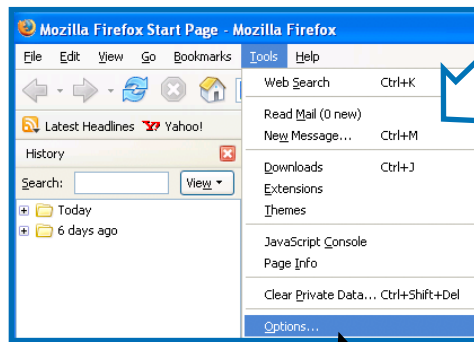 Mozilla Firefox Start Page - Mozilla Firefox
File Edit View Go Bookmarks Tools Help
Web Search Ctrl+K
Read Mail (0 new)
New Message... Ctrl+M
Latest Headlines Y? Yahoo!
History
Search: View
Downloads Ctrl+J
Extensions
Themes
Today
6 days ago
JavaScript Console
Page Info
Clear Private Data... Ctrl+Shift+Del
Options...